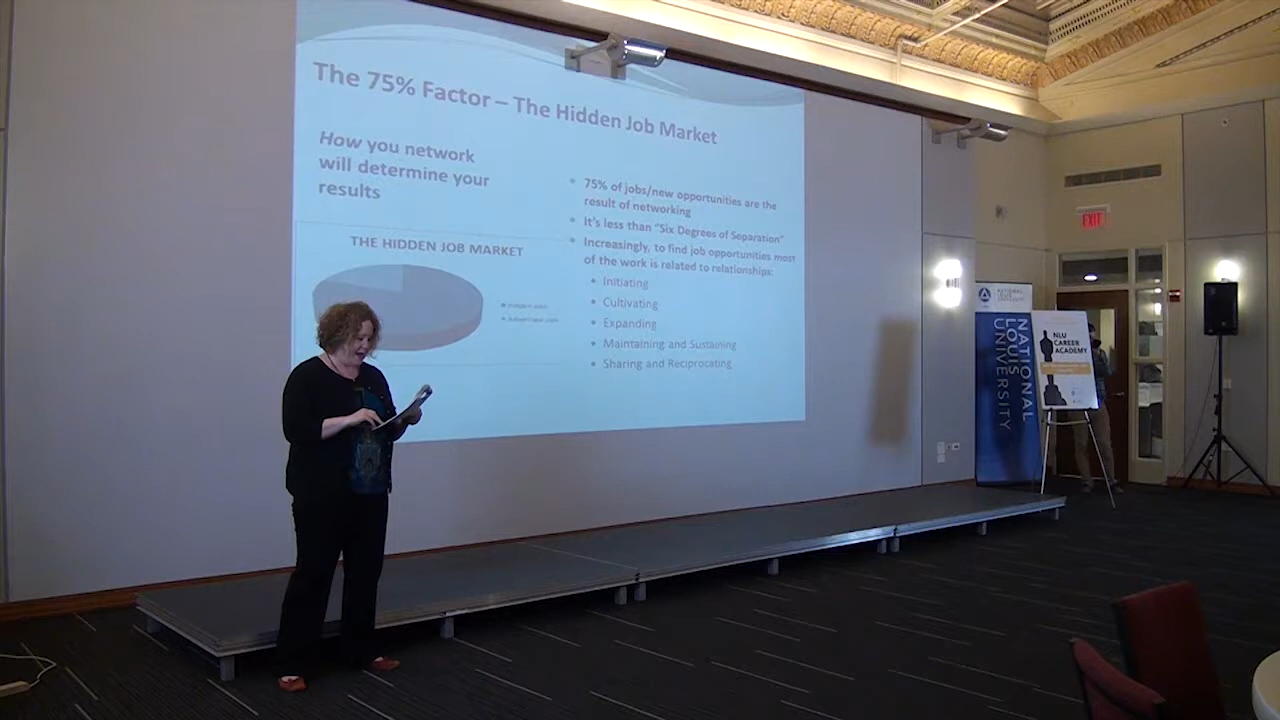 The 75% Factor – The Hidden Job Market
How you network
will determine your
results
THE HIDDEN JOB MARKET
• 75% of jobs/new opportunities are the
result of networking
• It's less than "Six Degrees of Separation"
• Increasingly, to find job opportunities most
of the work is related to relationships:
• Initiating
• Cultivating
• Expanding
• Maintaining and Sustaining
• Sharing and Reciprocating
EXIT
NATIONAL
LOUIS
UNIVERSITY
NATIONAL
LOUIS
UNIVERSITY
NLU
CAREER
ACADEMY